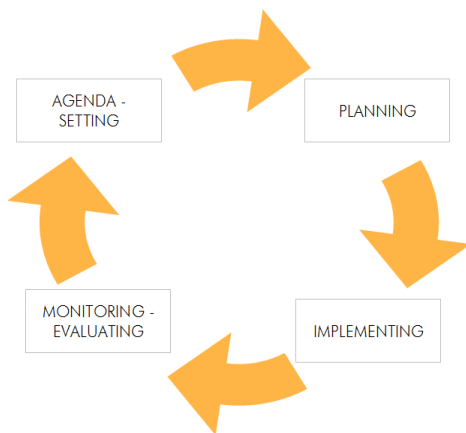 AGENDA -
SETTING
PLANNING
MONITORING -
EVALUATING
IMPLEMENTING